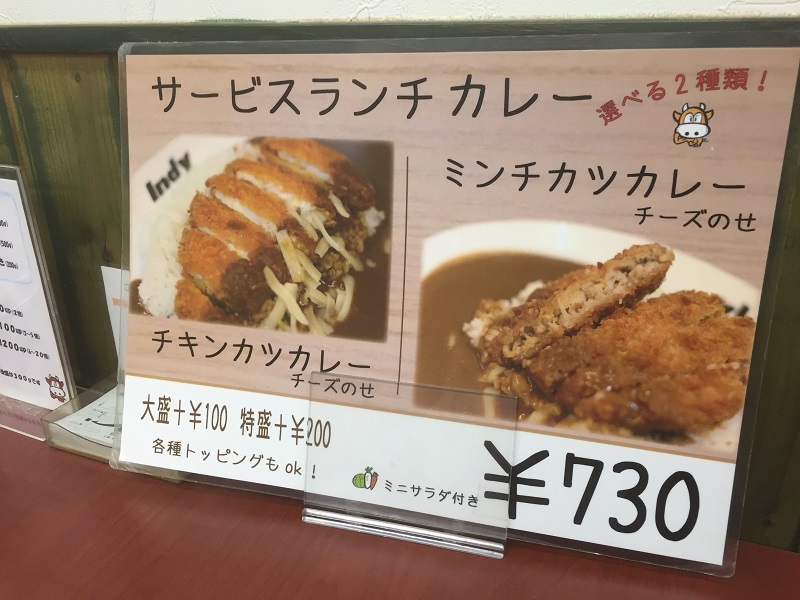 サービスランチカレー
選べる2種類！
Indy
ミンチカツカレー
チーズのせ
チキンカツカレー
チーズのせ
大盛＋¥100 特盛＋¥200
各種トッピングもok！
ミニサラダ付き
¥730